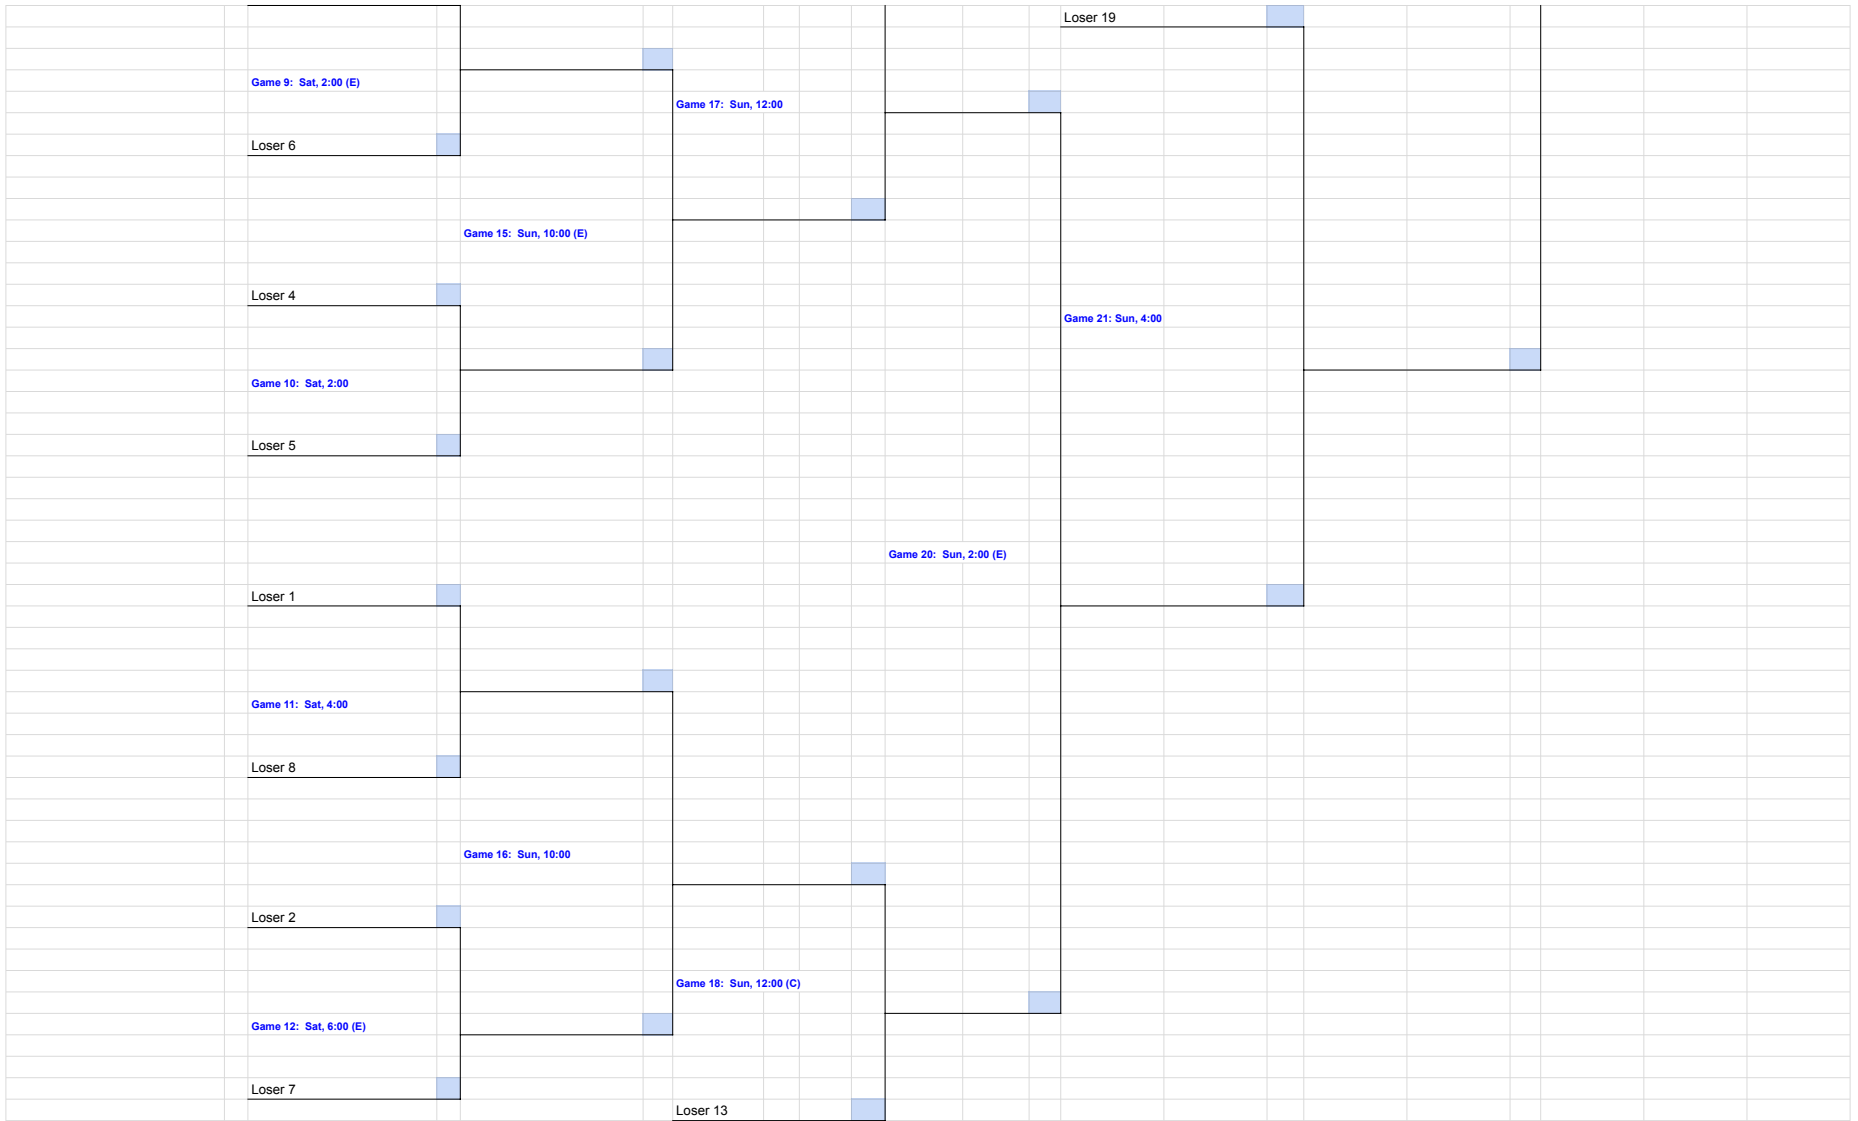 Loser 19
Game 9: Sat, 2:00 (E)
Game 17: Sun, 12:00
Loser 6
Game 15: Sun, 10:00 (E)
Loser 4
Game 21: Sun, 4:00
Game 10: Sat, 2:00
Loser 5
Game 20: Sun, 2:00 (E)
Loser 1
Game 11: Sat, 4:00
Loser 8
Game 16: Sun, 10:00
Loser 2
Game 18: Sun, 12:00 (C)
Game 12: Sat, 6:00 (E)
Loser 7
Loser 13